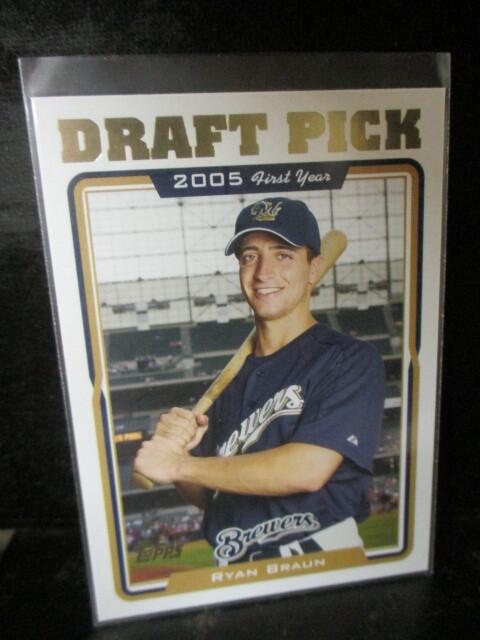 DRAFT PICK
2005 First Year
Brewers
Brewers
TOPPS
RYAN BRAUN